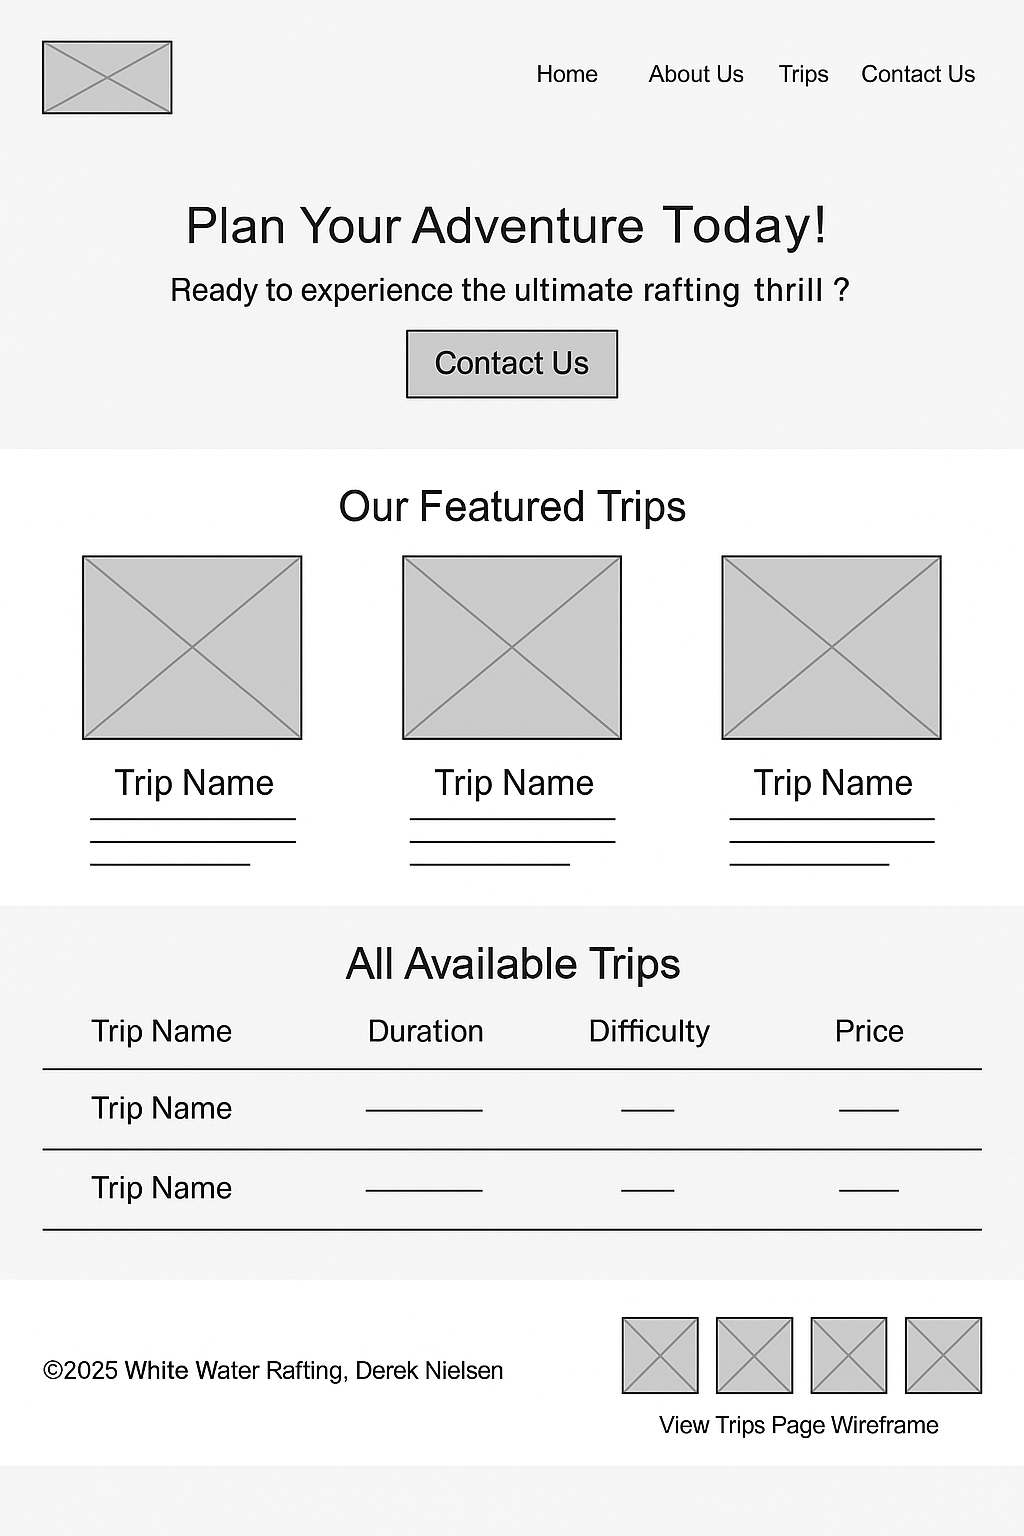 Home About Us Trips Contact Us
Plan Your Adventure Today!
Ready to experience the ultimate rafting thrill ?
Contact Us
Our Featured Trips
Trip Name Trip Name Trip Name
All Available Trips
Trip Name Duration Difficulty Price
Trip Name
Trip Name
©2025 White Water Rafting, Derek Nielsen
View Trips Page Wireframe